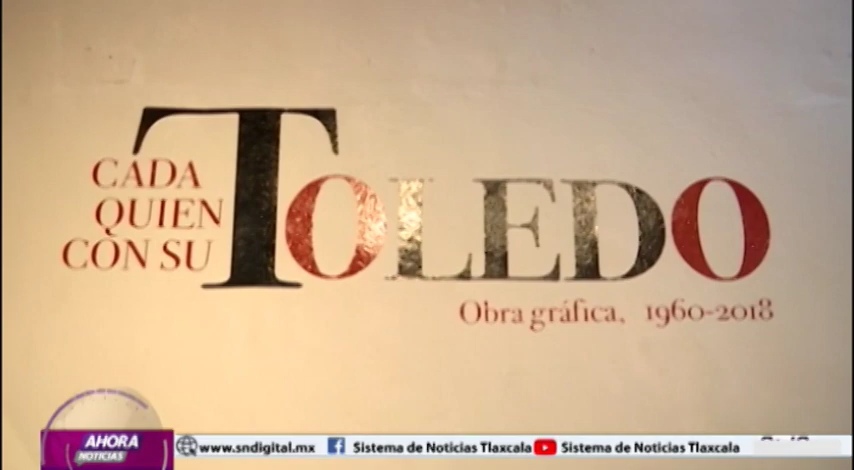 CADA
QUIEN
CON SU
TOLEDO
Obra gráfica, 1960-2018
AHORA
NOTICIAS
www.sndigital.mx Sistema de Noticias Tlaxcala Sistema de Noticias Tlaxcala